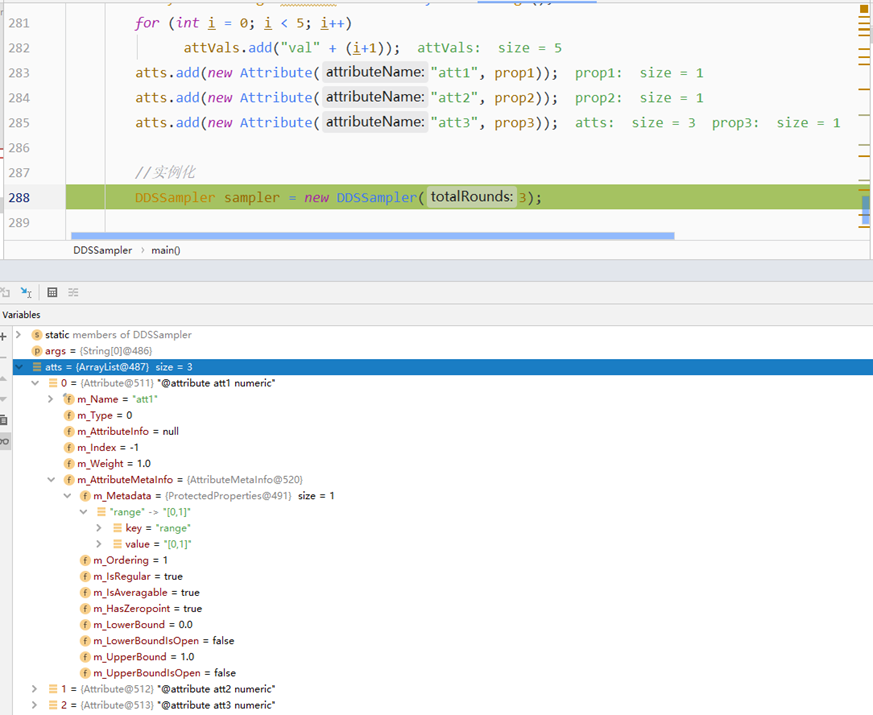 281 for (int i = 0; i < 5; i++)
282 attVals.add("val" + (i+1)); attVals: size = 5
283 atts.add(new Attribute( attributeName: "att1", prop1)); prop1: size = 1
284 atts.add(new Attribute( attributeName: "att2", prop2)); prop2: size = 1
285 atts.add(new Attribute( attributeName: "att3", prop3)); atts: size = 3 prop3: size = 1
286
287 //实例化
288 DDSSampler sampler = new DDSSampler( totalRounds: 3);
289
DDSSampler > main()
Variables
static members of DDSSampler
args = {String[0]@486}
atts = {ArrayList@487} size = 3
0 = {Attribute@511} "@attribute att1 numeric"
m_Name = "att1"
m_Type = 0
m_AttributeInfo = null
m_Index = -1
m_Weight = 1.0
m_AttributeMetaInfo = {AttributeMetaInfo@520}
m_Metadata = {ProtectedProperties@491} size = 1
"range" -> "[0,1]"
key = "range"
value = "[0,1]"
m_Ordering = 1
m_IsRegular = true
m_IsAveragable = true
m_HasZeropoint = true
m_LowerBound = 0.0
m_LowerBoundIsOpen = false
m_UpperBound = 1.0
m_UpperBoundIsOpen = false
1 = {Attribute@512} "@attribute att2 numeric"
2 = {Attribute@513} "@attribute att3 numeric"